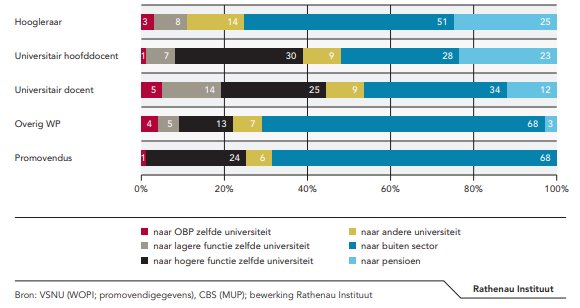 Hoogleraar 3 8 14 51 25
Universitair hoofddocent 1 7 30 9 28 23
Universitair docent 5 14 25 9 34 12
Overig WP 4 5 13 7 68 3
Promovendus 1 24 6 68
0% 20% 40% 60% 80% 100%
naar OBP zelfde universiteit naar andere universiteit
naar lagere functie zelfde universiteit naar buiten sector
naar hogere functie zelfde universiteit naar pensioen
Rathenau Instituut
Bron: VSNU (WOPI; promovendigegevens), CBS (MUP); bewerking Rathenau Instituut